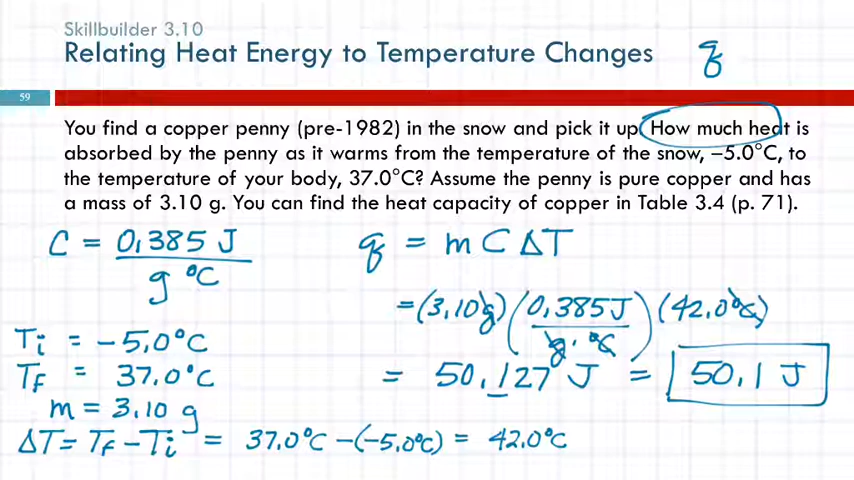 Skillbuilder 3.10
Relating Heat Energy to Temperature Changes
q
59
You find a copper penny (pre-1982) in the snow and pick it up. How much heat is
absorbed by the penny as it warms from the temperature of the snow, –5.0°C, to
the temperature of your body, 37.0°C? Assume the penny is pure copper and has
a mass of 3.10 g. You can find the heat capacity of copper in Table 3.4 (p. 71).
C = 0.385 J / g °C
q = m C ΔT
= (3.10 g) (0.385 J / g · °C) (42.0 °C)
Ti = -5.0°C
Tf = 37.0°C
= 50.127 J = 50.1 J
m = 3.10 g
ΔT = Tf - Ti = 37.0°C - (-5.0°C) = 42.0°C